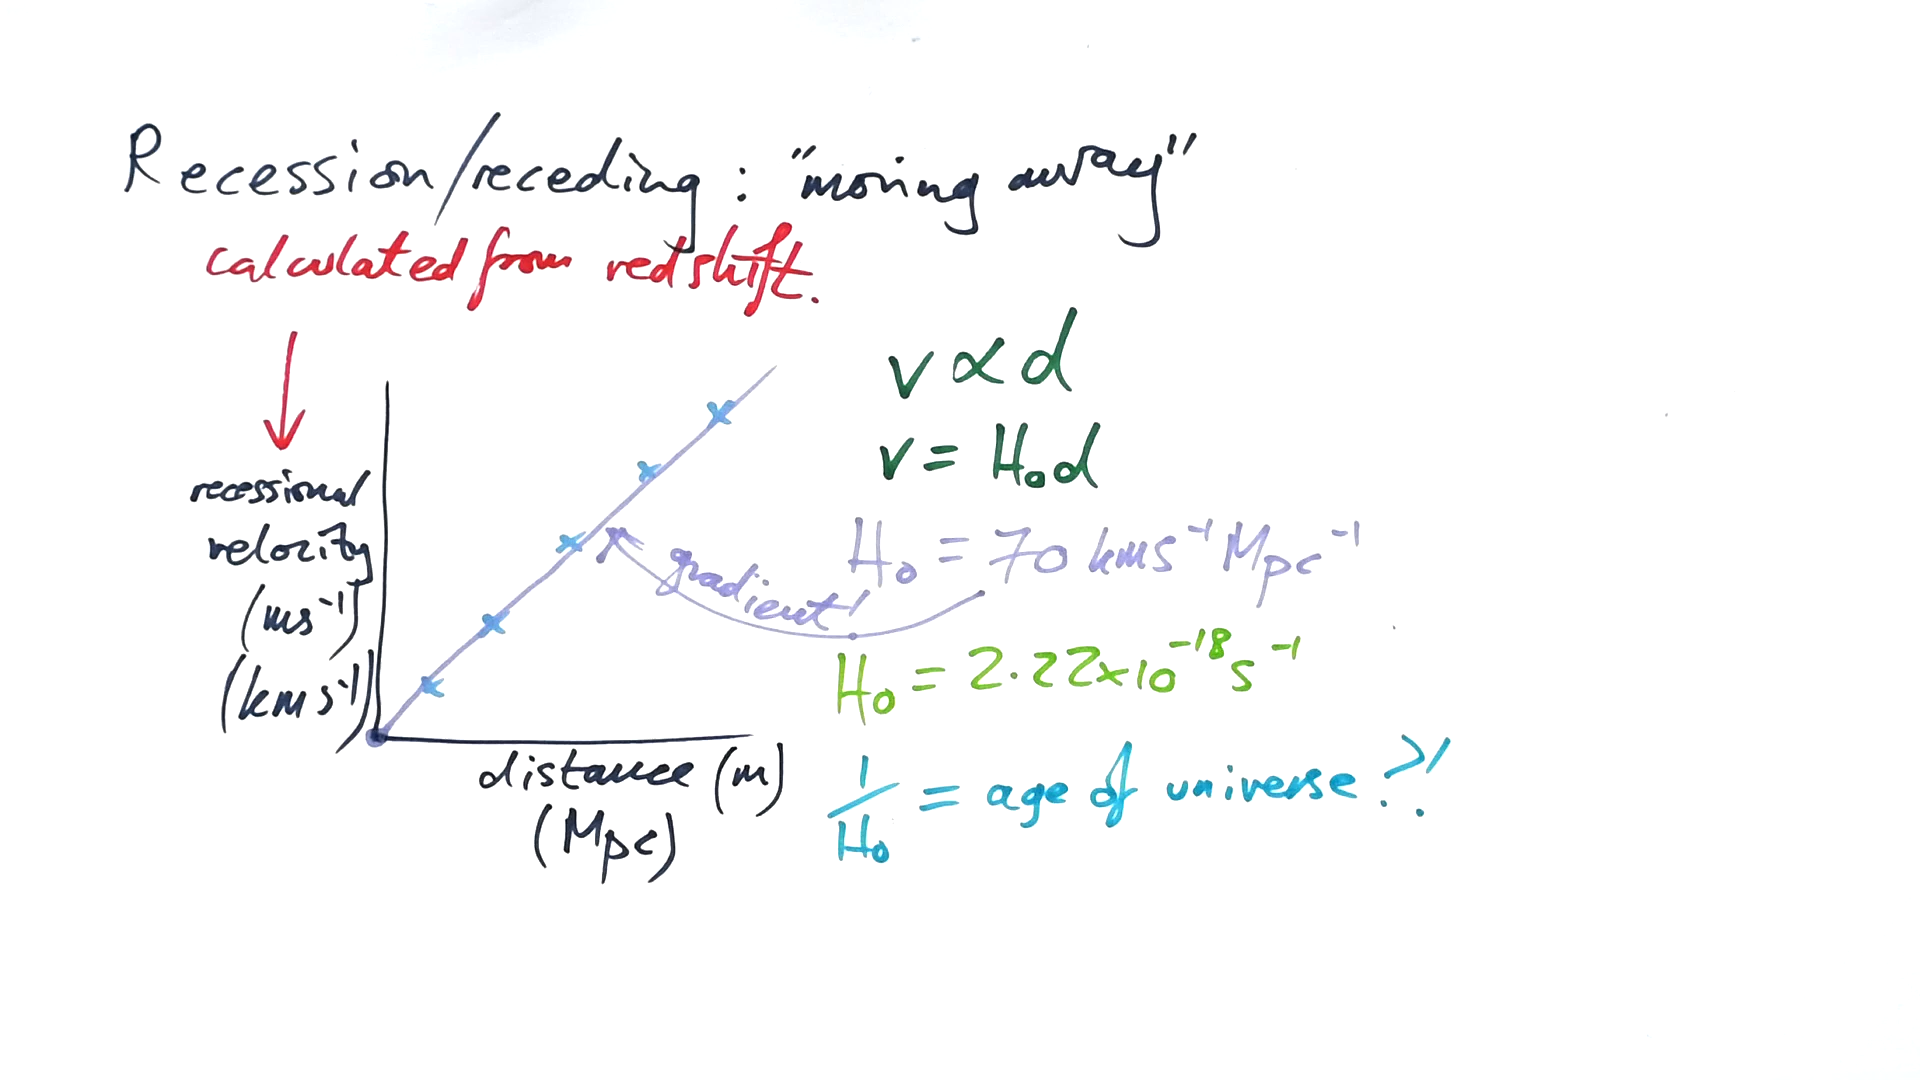 Recession/receding : "moving away"
calculated from redshift.
v ∝ d
v = H₀d
recessional
velocity
(ms⁻¹)
(kms⁻¹)
H₀ = 70 kms⁻¹ Mpc⁻¹
gradient!
H₀ = 2.22×10⁻¹⁸ s⁻¹
distance (m)
(Mpc)
1/H₀ = age of universe?!